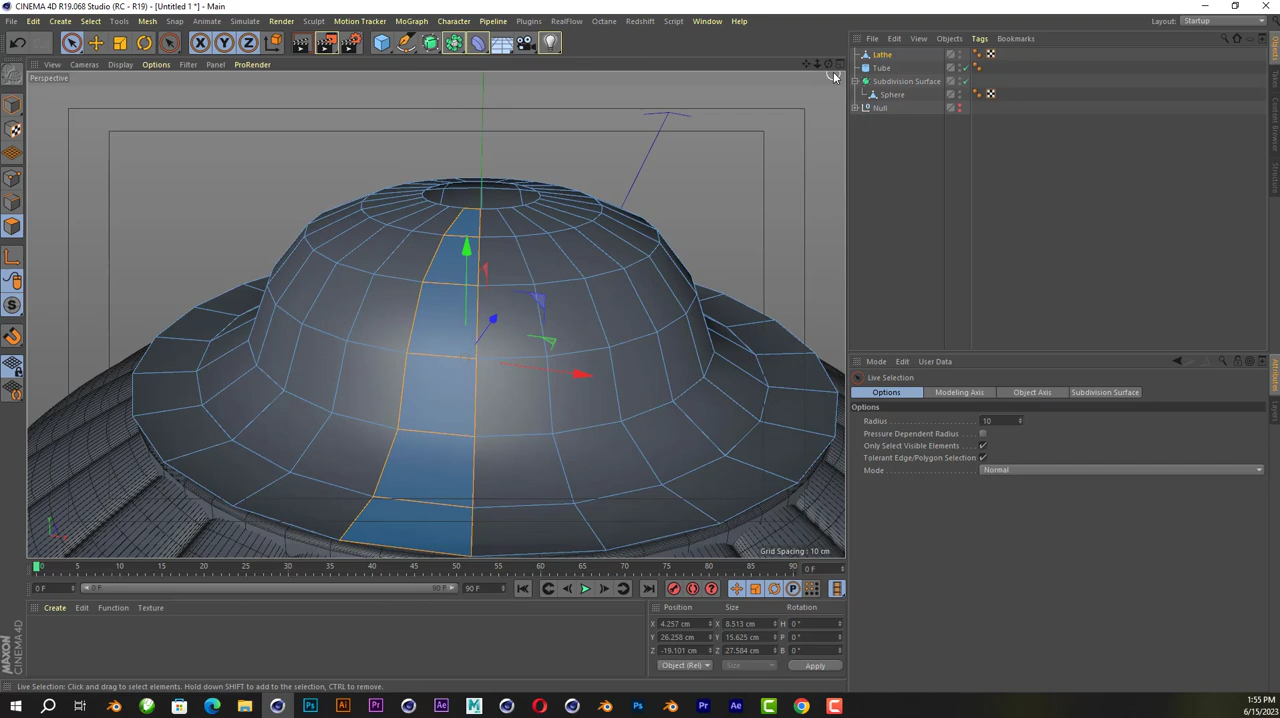 CINEMA 4D R19.068 Studio (RC - R19) - [Untitled 1 *] - Main
File Edit Create Select Tools Mesh Snap Animate Simulate Render Sculpt Motion Tracker MoGraph Character Pipeline Plugins RealFlow Octane Redshift Script Window Help
Layout: Startup
X Y Z
File Edit View Objects Tags Bookmarks
View Cameras Display Options Filter Panel ProRender
Perspective
Lathe
Tube
Subdivision Surface
Sphere
Null
Objects
Takes
Content Browser
Structure
Mode Edit User Data
Live Selection
Options Modeling Axis Object Axis Subdivision Surface
Options
Radius 10
Pressure Dependent Radius
Only Select Visible Elements
Tolerant Edge/Polygon Selection
Mode Normal
Attributes
Layers
Grid Spacing : 10 cm
0 5 10 15 20 25 30 35 40 45 50 55 60 65 70 75 80 85 90 0 F
0 F 0 F 90 F 90 F
Create Edit Function Texture
Position Size Rotation
X 4.257 cm X 8.513 cm H 0 °
Y 26.258 cm Y 15.625 cm P 0 °
Z -19.101 cm Z 27.584 cm B 0 °
Object (Rel) Size Apply
MAXON
CINEMA 4D
Live Selection: Click and drag to select elements. Hold down SHIFT to add to the selection, CTRL to remove.
1:55 PM
6/15/2023